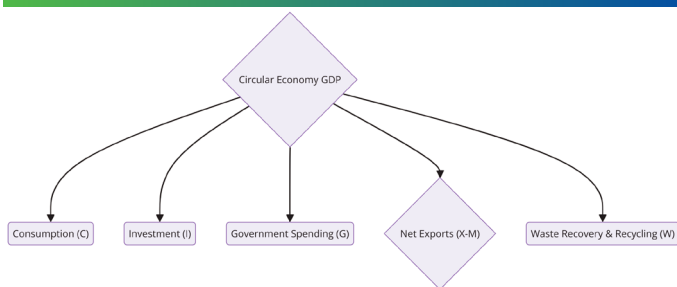 Circular Economy GDP
Consumption (C)
Investment (I)
Government Spending (G)
Net Exports (X-M)
Waste Recovery & Recycling (W)